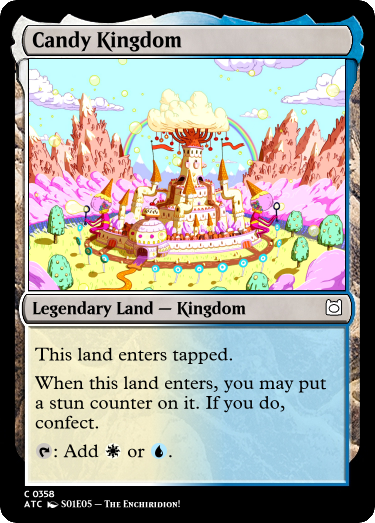 Candy Kingdom
Legendary Land — Kingdom
This land enters tapped.
When this land enters, you may put
a stun counter on it. If you do,
confect.
: Add or .
C 0358
ATC S01E05 — The Enchiridion!